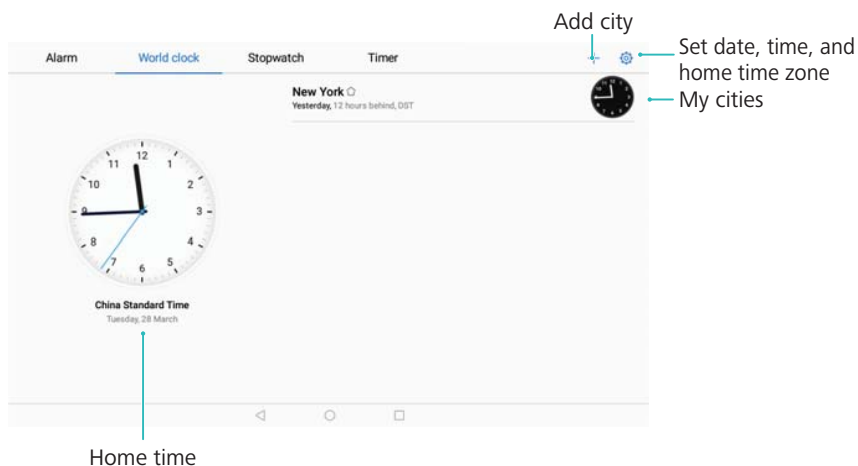 Add city
Alarm World clock Stopwatch Timer
Set date, time, and
home time zone
New York
Yesterday, 12 hours behind, DST
My cities
12
11 1
10 2
9 3
8 4
7 5
6
China Standard Time
Tuesday, 28 March
Home time